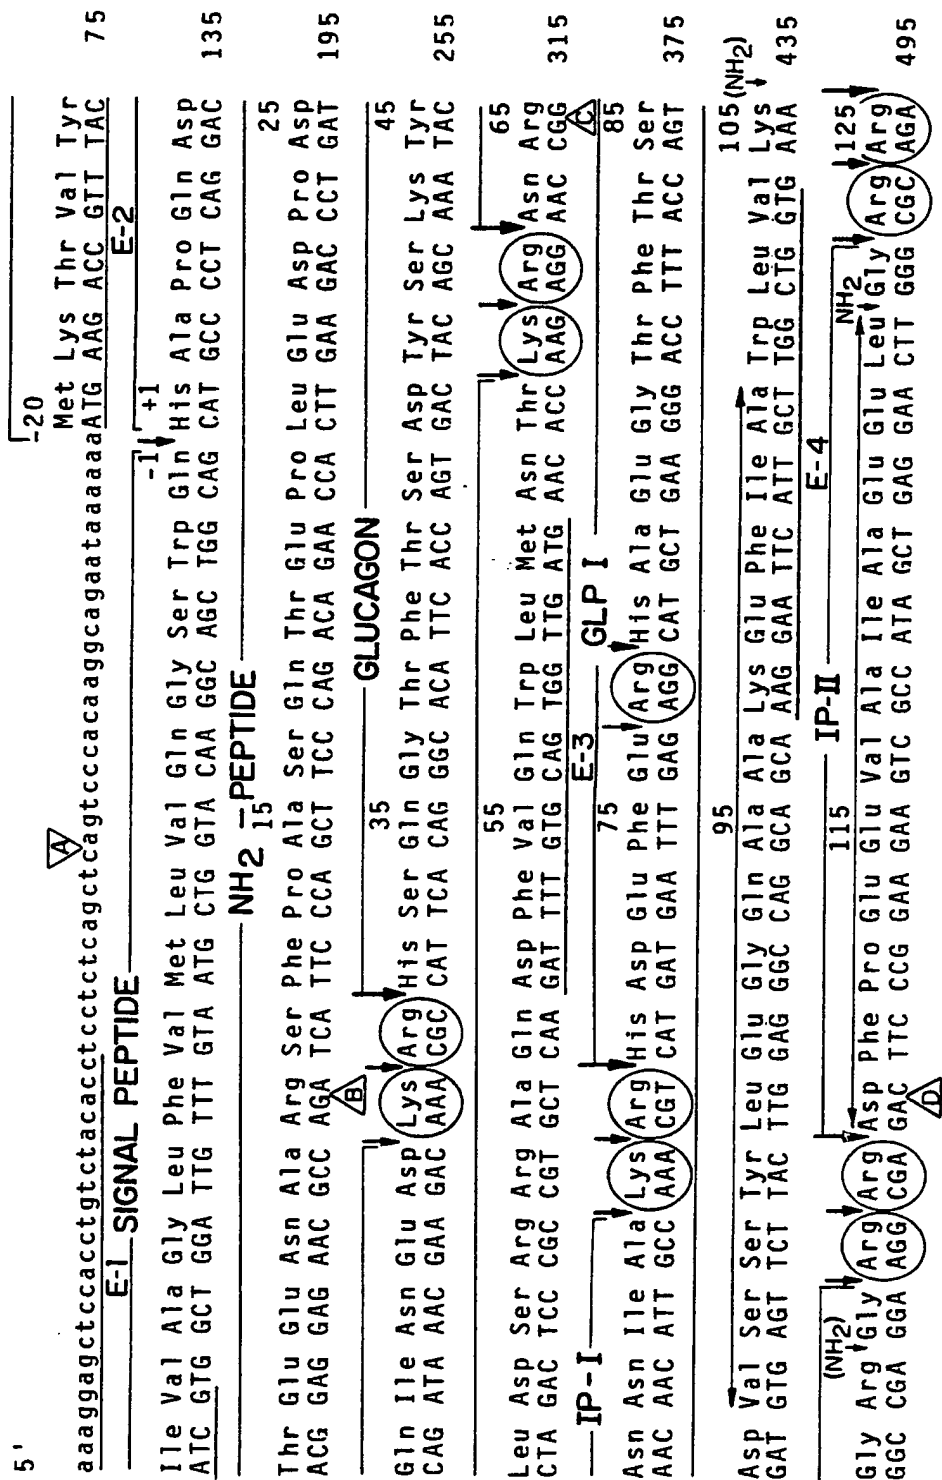 5'
A
-20
Met Lys Thr Val Tyr
aaaggagctccacctgtctacacctcctctcagctcagtcccacaaggcagaataaaaaaATG AAG ACC GTT TAC 75
E-1 SIGNAL PEPTIDE -1 +1 E-2
Ile Val Ala Gly Leu Phe Val Met Leu Val Gln Gly Ser Trp Gln His Ala Pro Gln Asp
ATC GTG GCT GGA TTG TTT GTA ATG CTG GTA CAA GGC AGC TGG CAG CAT GCC CCT CAG GAC 135
NH2-PEPTIDE
15 25
Thr Glu Glu Asn Ala Arg Ser Phe Pro Ala Ser Gln Thr Glu Pro Leu Glu Asp Pro Asp
ACG GAG GAG AAC GCC AGA TCA TTC CCA GCT TCC CAG ACA GAA CCA CTT GAA GAC CCT GAT 195
B
GLUCAGON
35 45
Gln Ile Asn Glu Asp Lys Arg His Ser Gln Gly Thr Phe Thr Ser Asp Tyr Ser Lys Tyr
CAG ATA AAC GAA GAC AAA CGC CAT TCA CAG GGC ACA TTC ACC AGT GAC TAC AGC AAA TAC 255
55 65
Leu Asp Ser Arg Arg Ala Gln Asp Phe Val Gln Trp Leu Met Asn Thr Lys Arg Asn Arg
CTA GAC TCC CGC CGT GCT CAA GAT TTT GTG CAG TGG TTG ATG AAC ACC AAG AGG AAC CGG 315
C
IP-I E-3 GLP I
75 85
Asn Asn Ile Ala Lys Arg His Asp Glu Phe Glu Arg His Ala Glu Gly Thr Phe Thr Ser
AAC AAC ATT GCC AAA CGT CAT GAT GAA TTT GAG AGG CAT GCT GAA GGG ACC TTT ACC AGT 375
95 105 (NH2)
Asp Val Ser Ser Tyr Leu Glu Gly Gln Ala Ala Lys Glu Phe Ile Ala Trp Leu Val Lys
GAT GTG AGT TCT TAC TTG GAG GGC CAG GCA GCA AAG GAA TTC ATT GCT TGG CTG GTG AAA 435
E-4
IP-II
(NH2) 115 NH2 125
Gly Arg Gly Arg Arg Asp Phe Pro Glu Glu Val Ala Ile Ala Glu Glu Leu Gly Arg Arg
GGC CGA GGA AGG CGA GAC TTC CCG GAA GAA GTC GCC ATA GCT GAG GAA CTT GGG CGC AGA 495
D